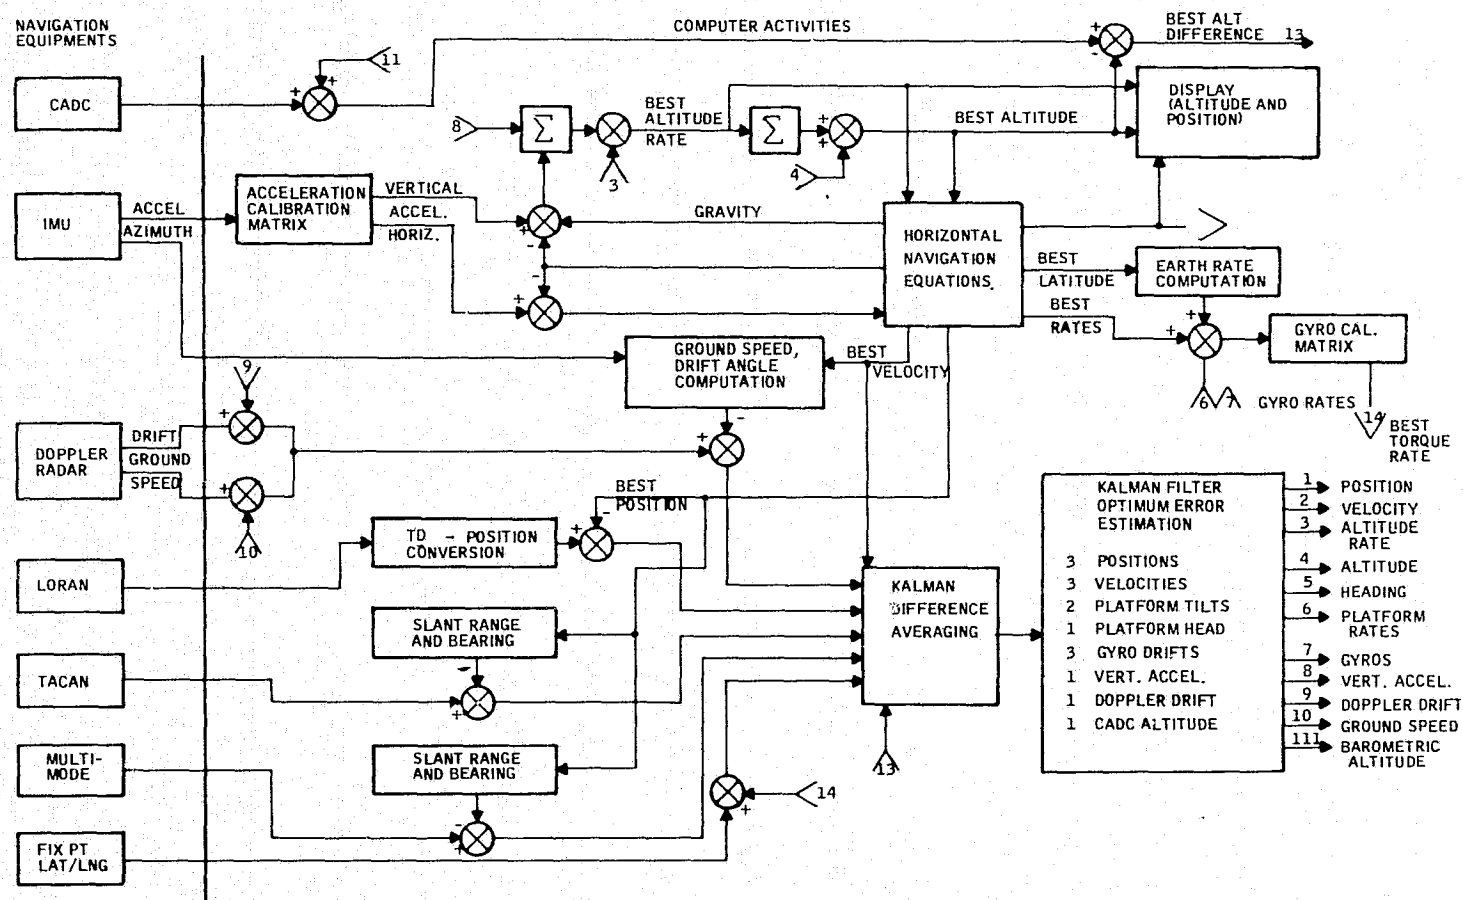 NAVIGATION
EQUIPMENTS
COMPUTER ACTIVITIES
BEST ALT
DIFFERENCE 13
11
CADC
DISPLAY
(ALTITUDE AND
POSITION)
8
Σ
BEST
ALTITUDE
RATE
Σ
BEST ALTITUDE
3
4
IMU
ACCEL
AZIMUTH
ACCELERATION
CALIBRATION
MATRIX
VERTICAL
ACCEL.
HORIZ.
GRAVITY
HORIZONTAL
NAVIGATION
EQUATIONS.
BEST
LATITUDE
BEST
RATES
EARTH RATE
COMPUTATION
GYRO CAL.
MATRIX
GROUND SPEED,
DRIFT ANGLE
COMPUTATION
BEST
VELOCITY
9
6 7 GYRO RATES
14
BEST
TORQUE
RATE
DOPPLER
RADAR
DRIFT
GROUND
SPEED
10
BEST
POSITION
TD - POSITION
CONVERSION
LORAN
SLANT RANGE
AND BEARING
TACAN
MULTI-
MODE
SLANT RANGE
AND BEARING
FIX PT
LAT/LNG
14
KALMAN
DIFFERENCE
AVERAGING
13
KALMAN FILTER
OPTIMUM ERROR
ESTIMATION
3 POSITIONS
3 VELOCITIES
2 PLATFORM TILTS
1 PLATFORM HEAD
3 GYRO DRIFTS
1 VERT. ACCEL.
1 DOPPLER DRIFT
1 CADC ALTITUDE
1 POSITION
2 VELOCITY
3 ALTITUDE
RATE
4 ALTITUDE
5 HEADING
6 PLATFORM
RATES
7 GYROS
8 VERT. ACCEL.
9 DOPPLER DRIFT
10 GROUND SPEED
111 BAROMETRIC
ALTITUDE